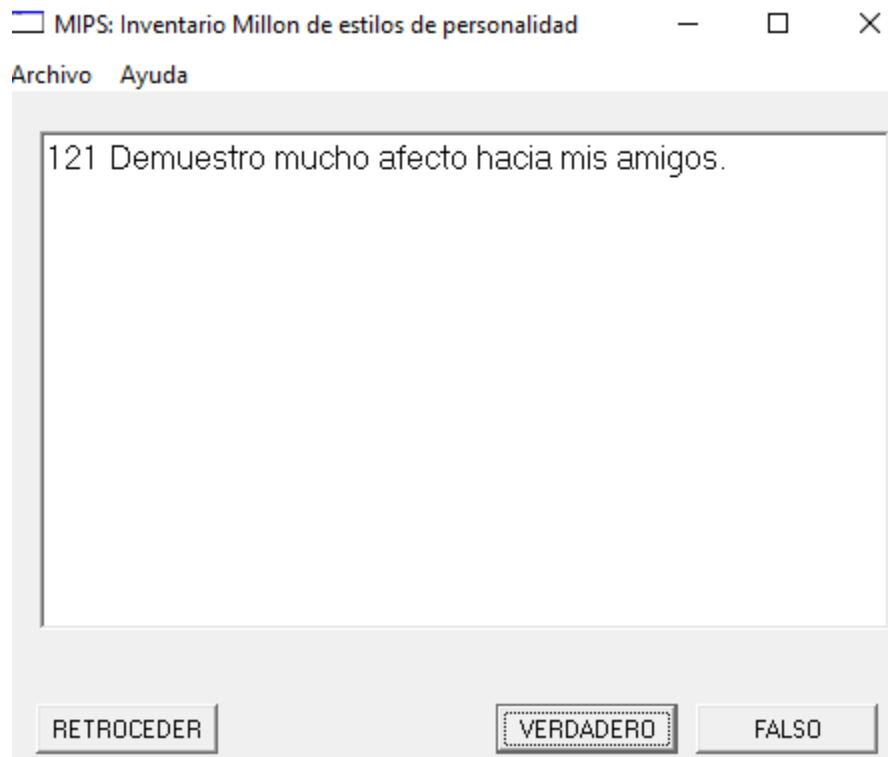 MIPS: Inventario Millon de estilos de personalidad
Archivo Ayuda
121 Demuestro mucho afecto hacia mis amigos.
RETROCEDER VERDADERO FALSO